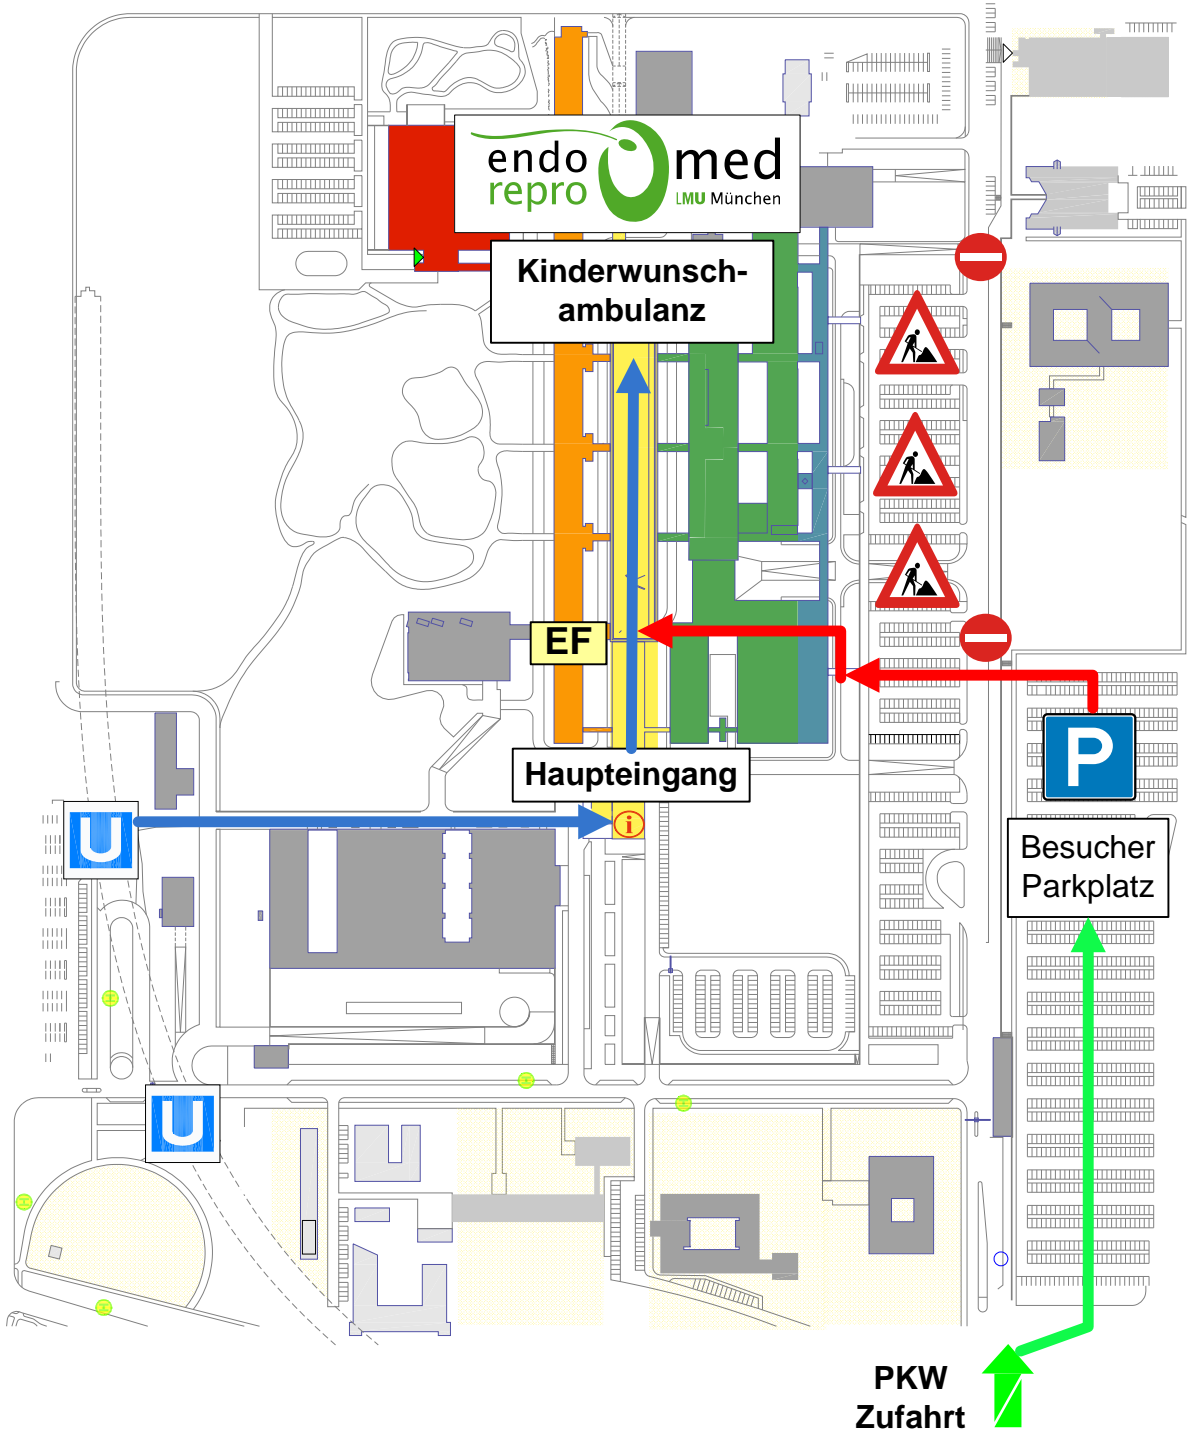 endo
repro
med
LMU München
Kinderwunsch-
ambulanz
EF
Haupteingang
i
U
P
Besucher
Parkplatz
U
PKW
Zufahrt